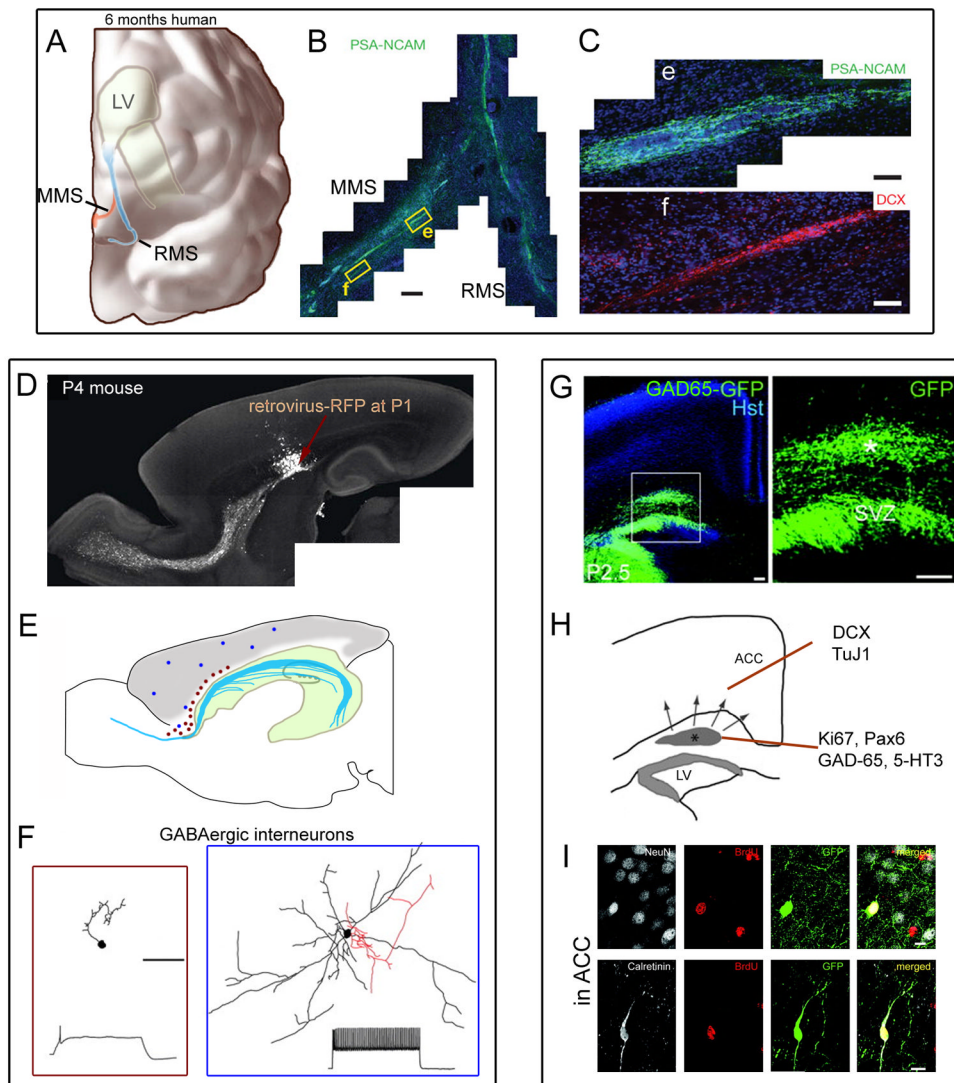 6 months human
A
LV
MMS
RMS
B
PSA-NCAM
MMS
e
f
RMS
C
e
PSA-NCAM
f
DCX
D
P4 mouse
retrovirus-RFP at P1
E
F
GABAergic interneurons
G
GAD65-GFP
Hst
P2.5
GFP
*
SVZ
H
ACC
DCX
TuJ1
*
LV
Ki67, Pax6
GAD-65, 5-HT3
I
in ACC
NeuN
BrdU
GFP
merged
Calretinin
BrdU
GFP
merged